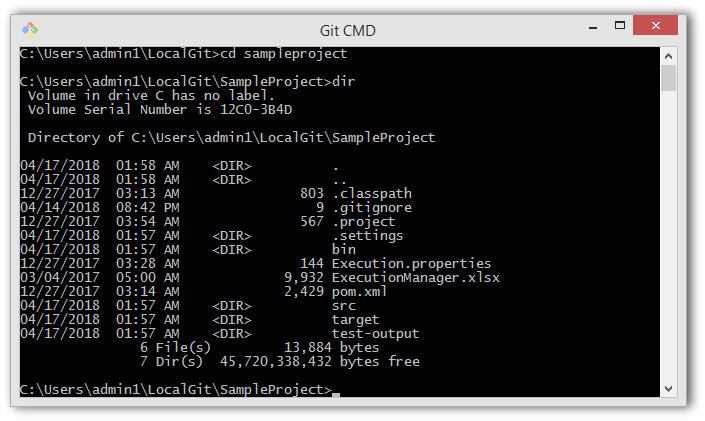 Git CMD
C:\Users\admin1\LocalGit>cd sampleproject
C:\Users\admin1\LocalGit\SampleProject>dir
Volume in drive C has no label.
Volume Serial Number is 12C0-3B4D
Directory of C:\Users\admin1\LocalGit\SampleProject
04/17/2018  01:58 AM    <DIR>          .
04/17/2018  01:58 AM    <DIR>          ..
12/27/2017  03:13 AM               803 .classpath
04/14/2018  08:42 PM                 9 .gitignore
12/27/2017  03:54 AM               567 .project
04/17/2018  01:57 AM    <DIR>          .settings
04/17/2018  01:57 AM    <DIR>          bin
12/27/2017  03:28 AM               144 Execution.properties
03/04/2017  05:00 AM             9,932 ExecutionManager.xlsx
12/27/2017  03:14 AM             2,429 pom.xml
04/17/2018  01:57 AM    <DIR>          src
04/17/2018  01:57 AM    <DIR>          target
04/17/2018  01:57 AM    <DIR>          test-output
6 File(s)         13,884 bytes
7 Dir(s)  45,720,338,432 bytes free
C:\Users\admin1\LocalGit\SampleProject>